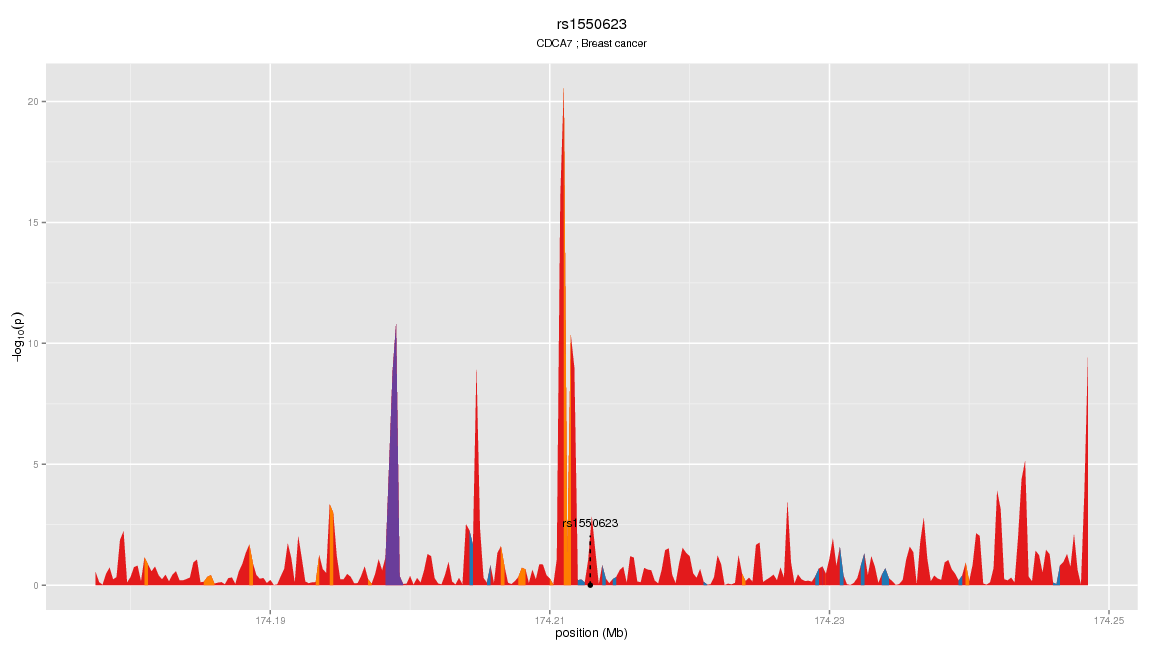 rs1550623
CDCA7 ; Breast cancer
20
15
10
5
0
−log10(p)
rs1550623
174.19
174.21
174.23
174.25
position (Mb)